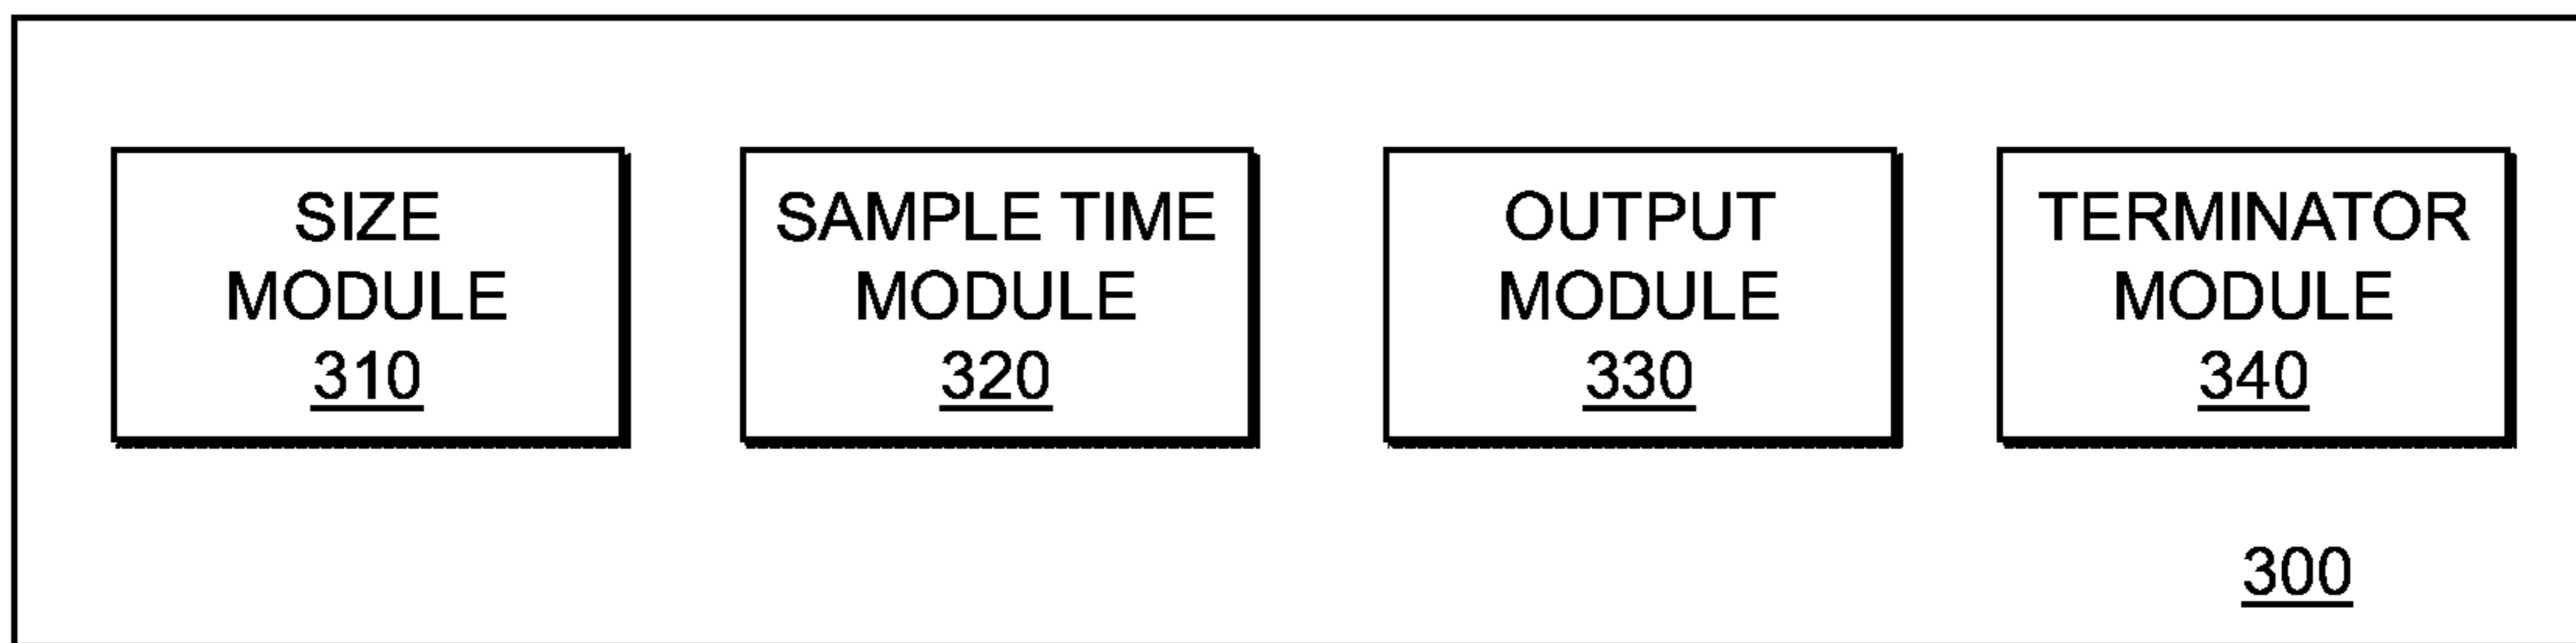 SIZE
MODULE
310
SAMPLE TIME
MODULE
320
OUTPUT
MODULE
330
TERMINATOR
MODULE
340
300